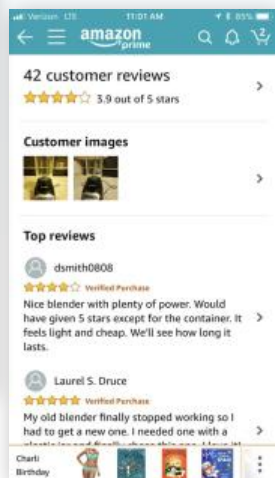 Verizon LTE 11:01 AM 85%
amazon 2
prime
42 customer reviews
3.9 out of 5 stars
Customer images
Top reviews
dsmith0808
Verified Purchase
Nice blender with plenty of power. Would
have given 5 stars except for the container. It
feels light and cheap. We'll see how long it
lasts.
Laurel S. Druce
Verified Purchase
My old blender finally stopped working so I
had to get a new one. I needed one with a
Charli
Birthday